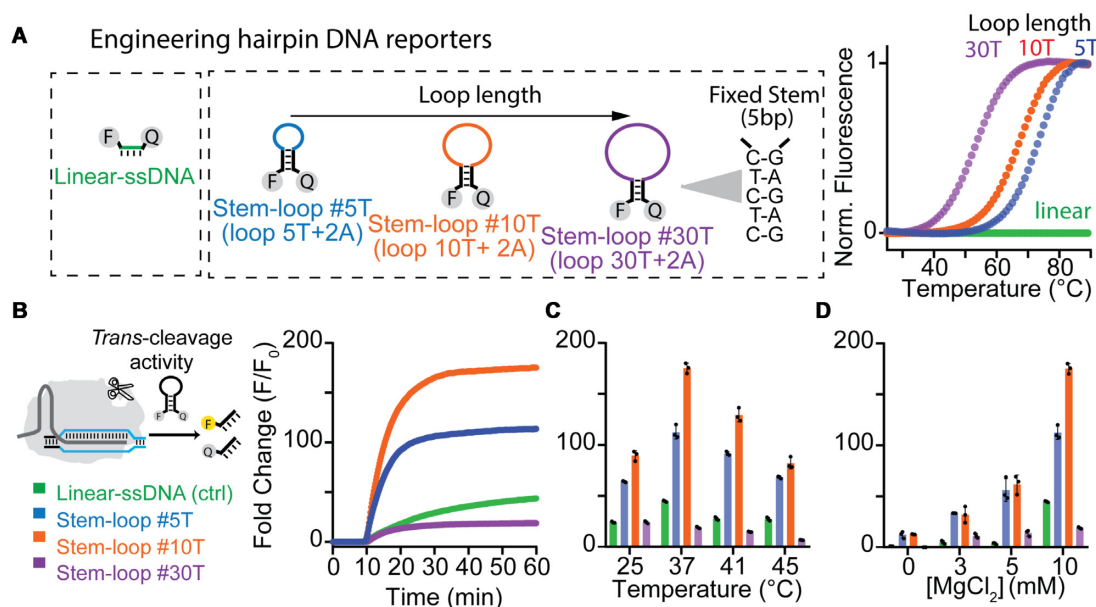 A
Engineering hairpin DNA reporters
F Q
Linear-ssDNA
Loop length
F Q
Stem-loop #5T
(loop 5T+2A)
F Q
Stem-loop #10T
(loop 10T+ 2A)
F Q
Stem-loop #30T
(loop 30T+2A)
Fixed Stem
(5bp)
C-G
T-A
C-G
T-A
C-G
Loop length
30T 10T 5T
Norm. Fluorescence
1
0
linear
40 60 80
Temperature (°C)
B
Trans-cleavage
activity
F Q
F
Q
Linear-ssDNA (ctrl)
Stem-loop #5T
Stem-loop #10T
Stem-loop #30T
Fold Change (F/F0)
200
100
0
0 10 20 30 40 50 60
Time (min)
C
200
100
0
25 37 41 45
Temperature (°C)
D
200
100
0
0 3 5 10
[MgCl2] (mM)